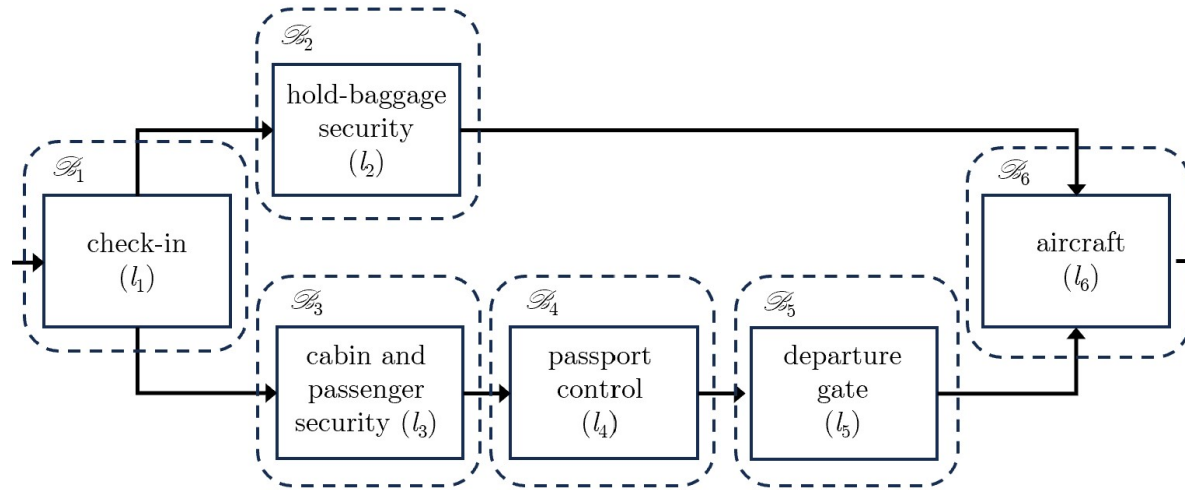 ℬ₂
hold-baggage
security
(l₂)
ℬ₁
check-in
(l₁)
ℬ₆
aircraft
(l₆)
ℬ₃
cabin and
passenger
security (l₃)
ℬ₄
passport
control
(l₄)
ℬ₅
departure
gate
(l₅)